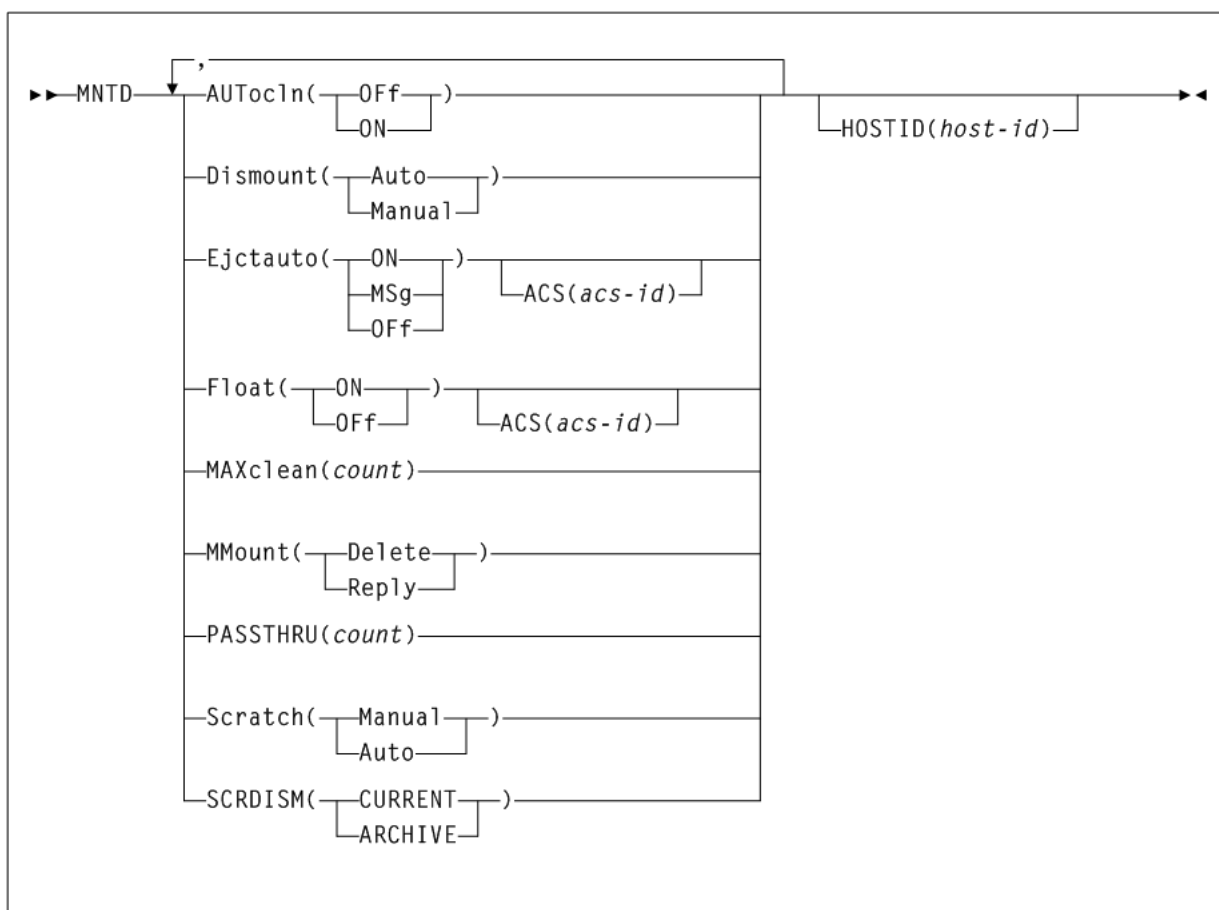 ,
MNTD AUTocln( OFf )
ON
HOSTID(host-id)
Dismount( Auto )
Manual
Ejctauto( ON )
MSg ACS(acs-id)
OFf
Float( ON )
OFf ACS(acs-id)
MAXclean(count)
MMount( Delete )
Reply
PASSTHRU(count)
Scratch( Manual )
Auto
SCRDISM( CURRENT )
ARCHIVE